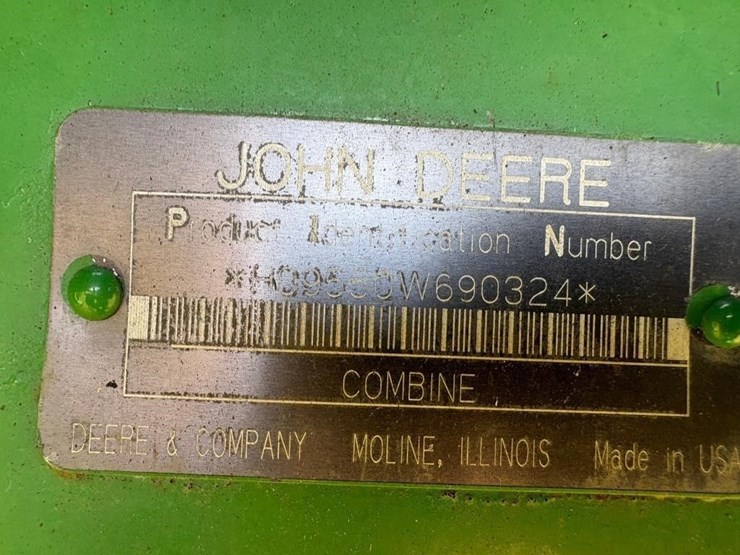 JOHN DEERE
Product Identification Number
*H09550W690324*
COMBINE
DEERE & COMPANY MOLINE, ILLINOIS Made in USA